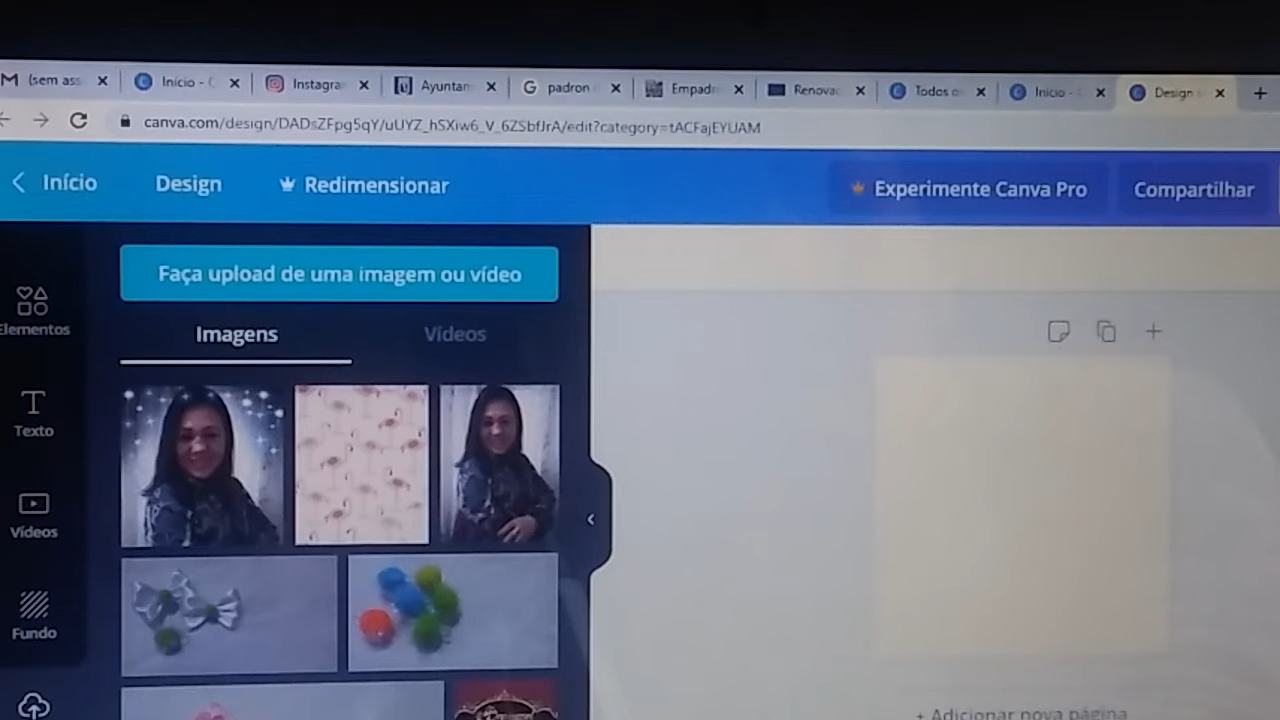 (sem ass
Início - C
Instagra
Ayuntan
padron
Empadr
Renovac
Todos o
Início -
Design s
canva.com/design/DADsZFpg5qY/uUYZ_hSXiw6_V_6ZSbfJrA/edit?category=tACFajEYUAM
Início
Design
Redimensionar
Experimente Canva Pro
Compartilhar
Faça upload de uma imagem ou vídeo
Imagens
Vídeos
Elementos
Texto
Vídeos
Fundo
+ Adicionar nova página